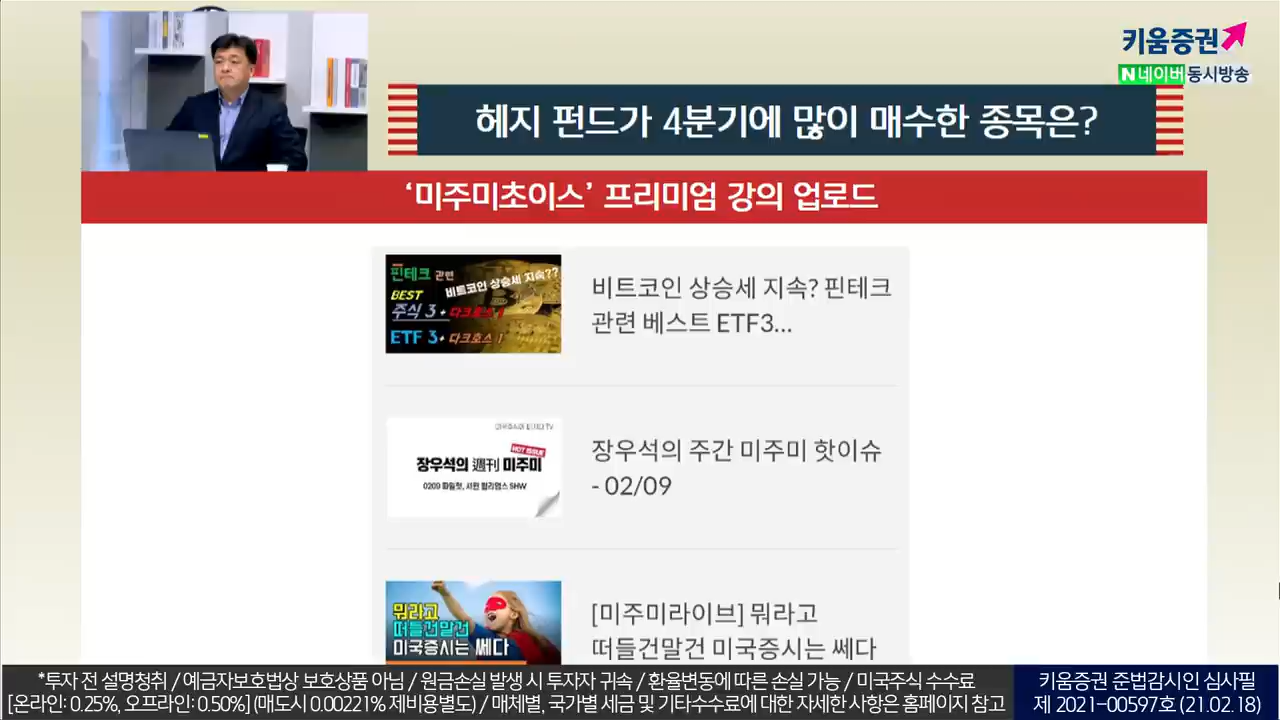 키움증권
N 네이버 동시방송
헤지 펀드가 4분기에 많이 매수한 종목은?
‘미주미초이스’ 프리미엄 강의 업로드
핀테크 관련
비트코인 상승세 지속??
BEST
주식 3 + 다크호스 1
ETF 3 + 다크호스 1
비트코인 상승세 지속? 핀테크
관련 베스트 ETF3...
HOT ISSUE
장우석의 週刊 미주미
0209 파일럿, 셔윈 윌리엄스 SHW
장우석의 주간 미주미 핫이슈
- 02/09
뭐라고
떠들건말건
미국증시는 쎄다
[미주미라이브] 뭐라고
떠들건말건 미국증시는 쎄다
*투자 전 설명청취 / 예금자보호법상 보호상품 아님 / 원금손실 발생 시 투자자 귀속 / 환율변동에 따른 손실 가능 / 미국주식 수수료
[온라인: 0.25%, 오프라인: 0.50%] (매도시 0.00221% 제비용별도) / 매체별, 국가별 세금 및 기타수수료에 대한 자세한 사항은 홈페이지 참고
키움증권 준법감시인 심사필
제 2021-00597호 (21.02.18)